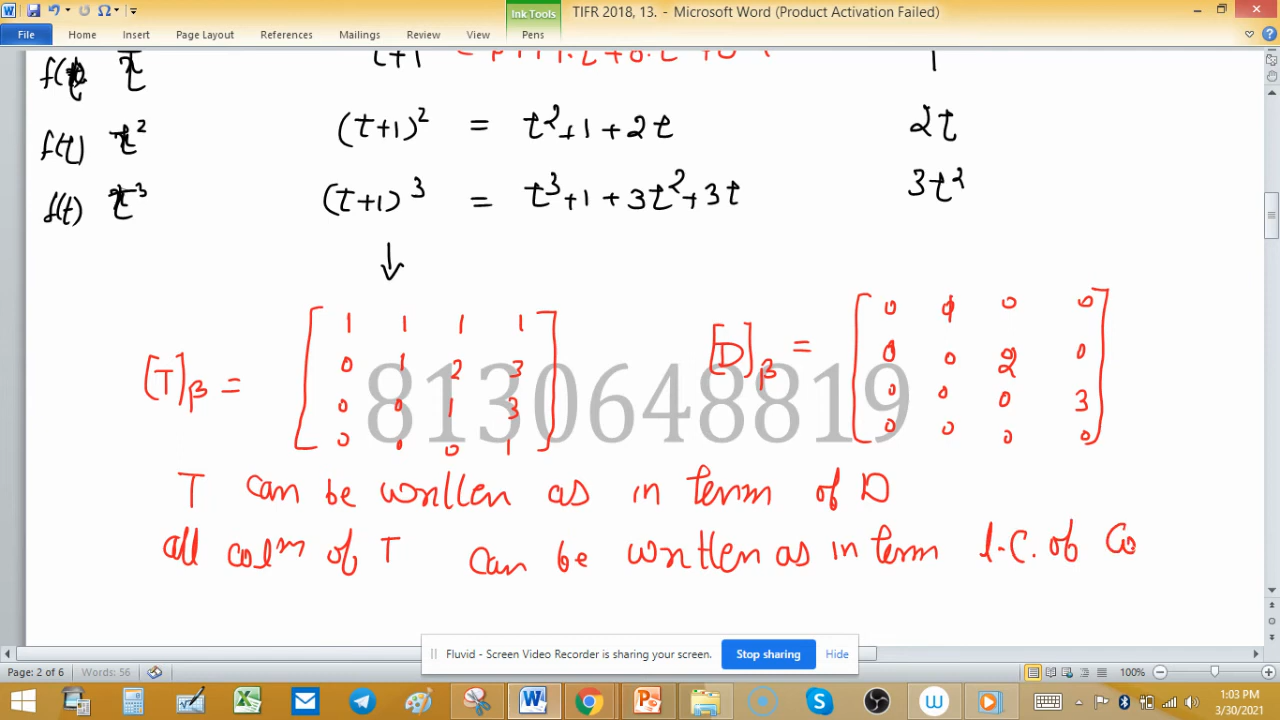 Ink Tools
TIFR 2018, 13. - Microsoft Word (Product Activation Failed)
File Home Insert Page Layout References Mailings Review View Pens
t+1 1
f(t) t² (t+1)² = t²+1+2t 2t
f(t) t³ (t+1)³ = t³+1+3t²+3t 3t²
↓
[T]β = [D]β =
1 1 1 1 0 1 0 0
0 1 2 3 0 0 2 0
0 0 1 3 0 0 0 3
0 0 0 1 0 0 0 0
8130648819
T can be written as in term of D
all colm of T can be written as in term l.C. of Co
Fluvid - Screen Video Recorder is sharing your screen. Stop sharing Hide
Page: 2 of 6 Words: 56 100%
1:03 PM
3/30/2021